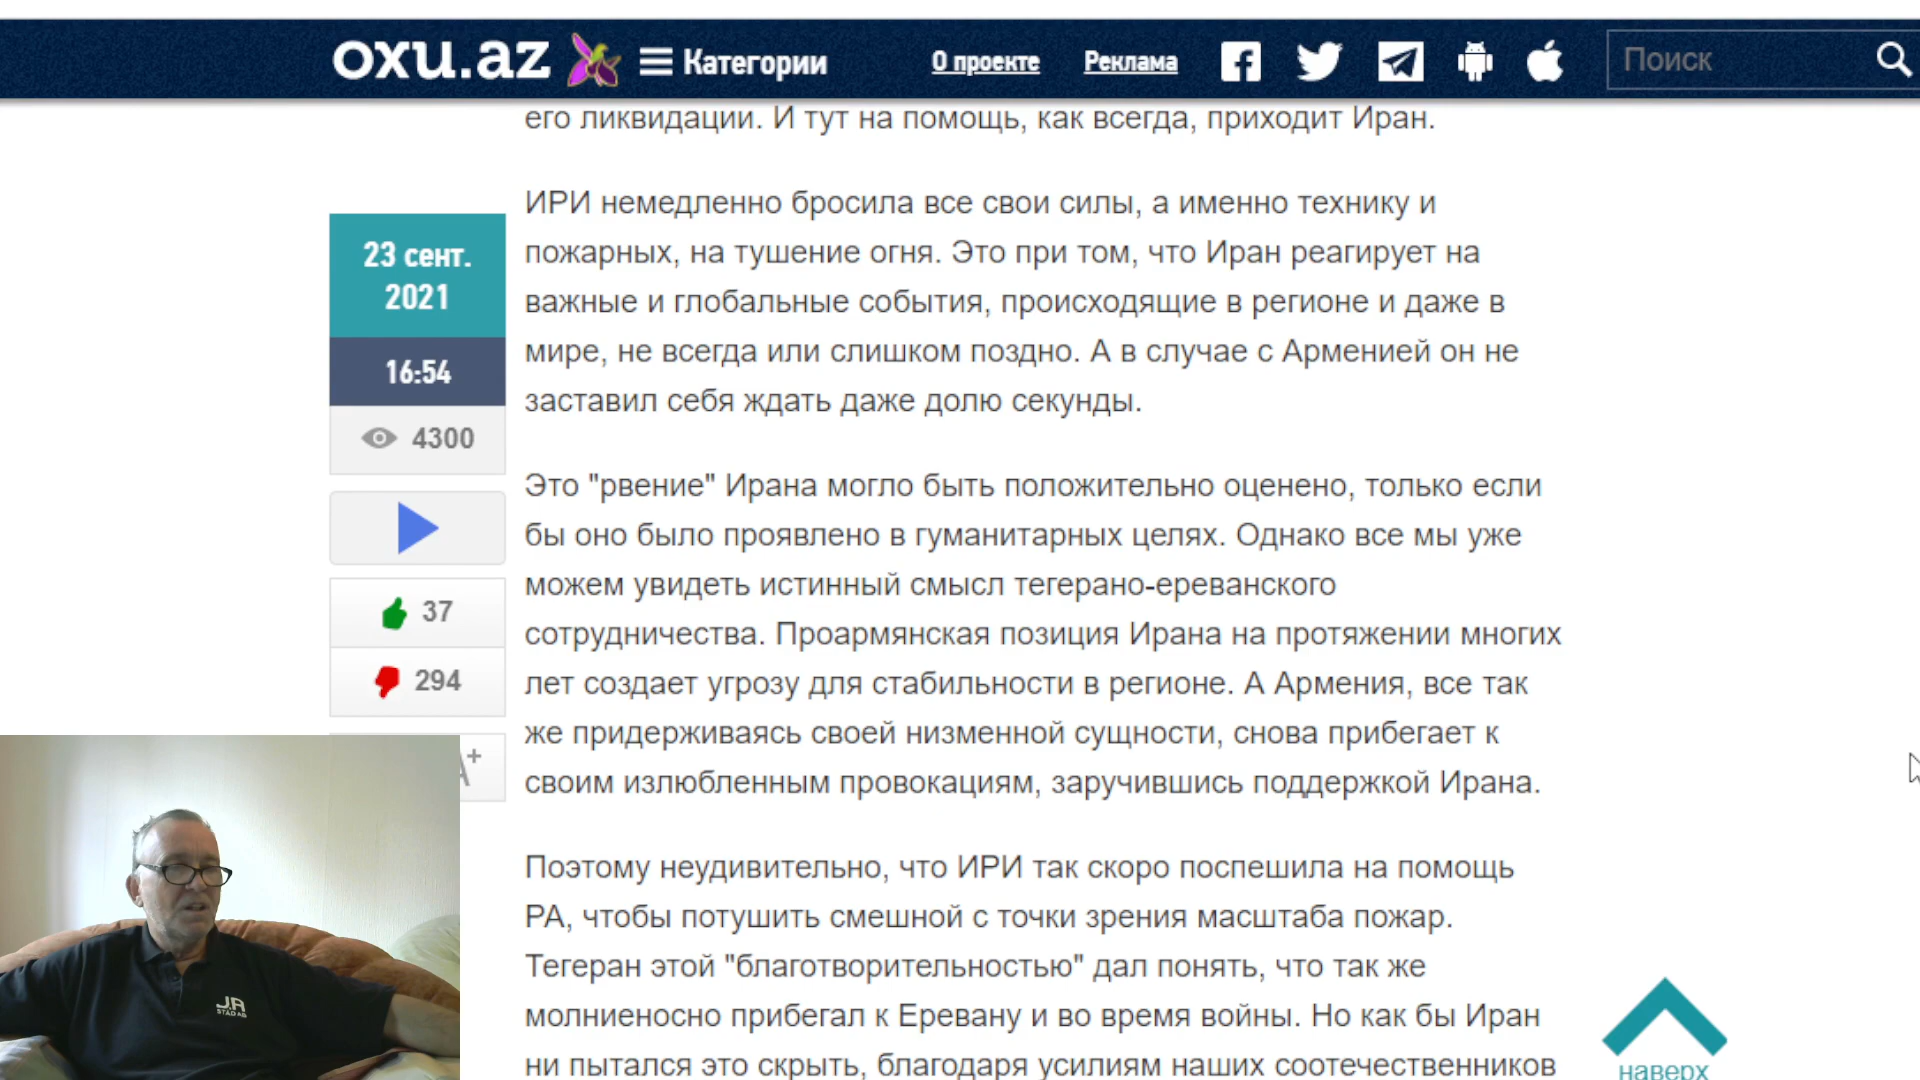 oxu.az
Категории
О проекте
Реклама
Поиск
его ликвидации. И тут на помощь, как всегда, приходит Иран.
23 сент.
2021
16:54
4300
37
294
A+
ИРИ немедленно бросила все свои силы, а именно технику и
пожарных, на тушение огня. Это при том, что Иран реагирует на
важные и глобальные события, происходящие в регионе и даже в
мире, не всегда или слишком поздно. А в случае с Арменией он не
заставил себя ждать даже долю секунды.
Это "рвение" Ирана могло быть положительно оценено, только если
бы оно было проявлено в гуманитарных целях. Однако все мы уже
можем увидеть истинный смысл тегерано-ереванского
сотрудничества. Проармянская позиция Ирана на протяжении многих
лет создает угрозу для стабильности в регионе. А Армения, все так
же придерживаясь своей низменной сущности, снова прибегает к
своим излюбленным провокациям, заручившись поддержкой Ирана.
Поэтому неудивительно, что ИРИ так скоро поспешила на помощь
РА, чтобы потушить смешной с точки зрения масштаба пожар.
Тегеран этой "благотворительностью" дал понять, что так же
молниеносно прибегал к Еревану и во время войны. Но как бы Иран
ни пытался это скрыть, благодаря усилиям наших соотечественников
наверх
J.A